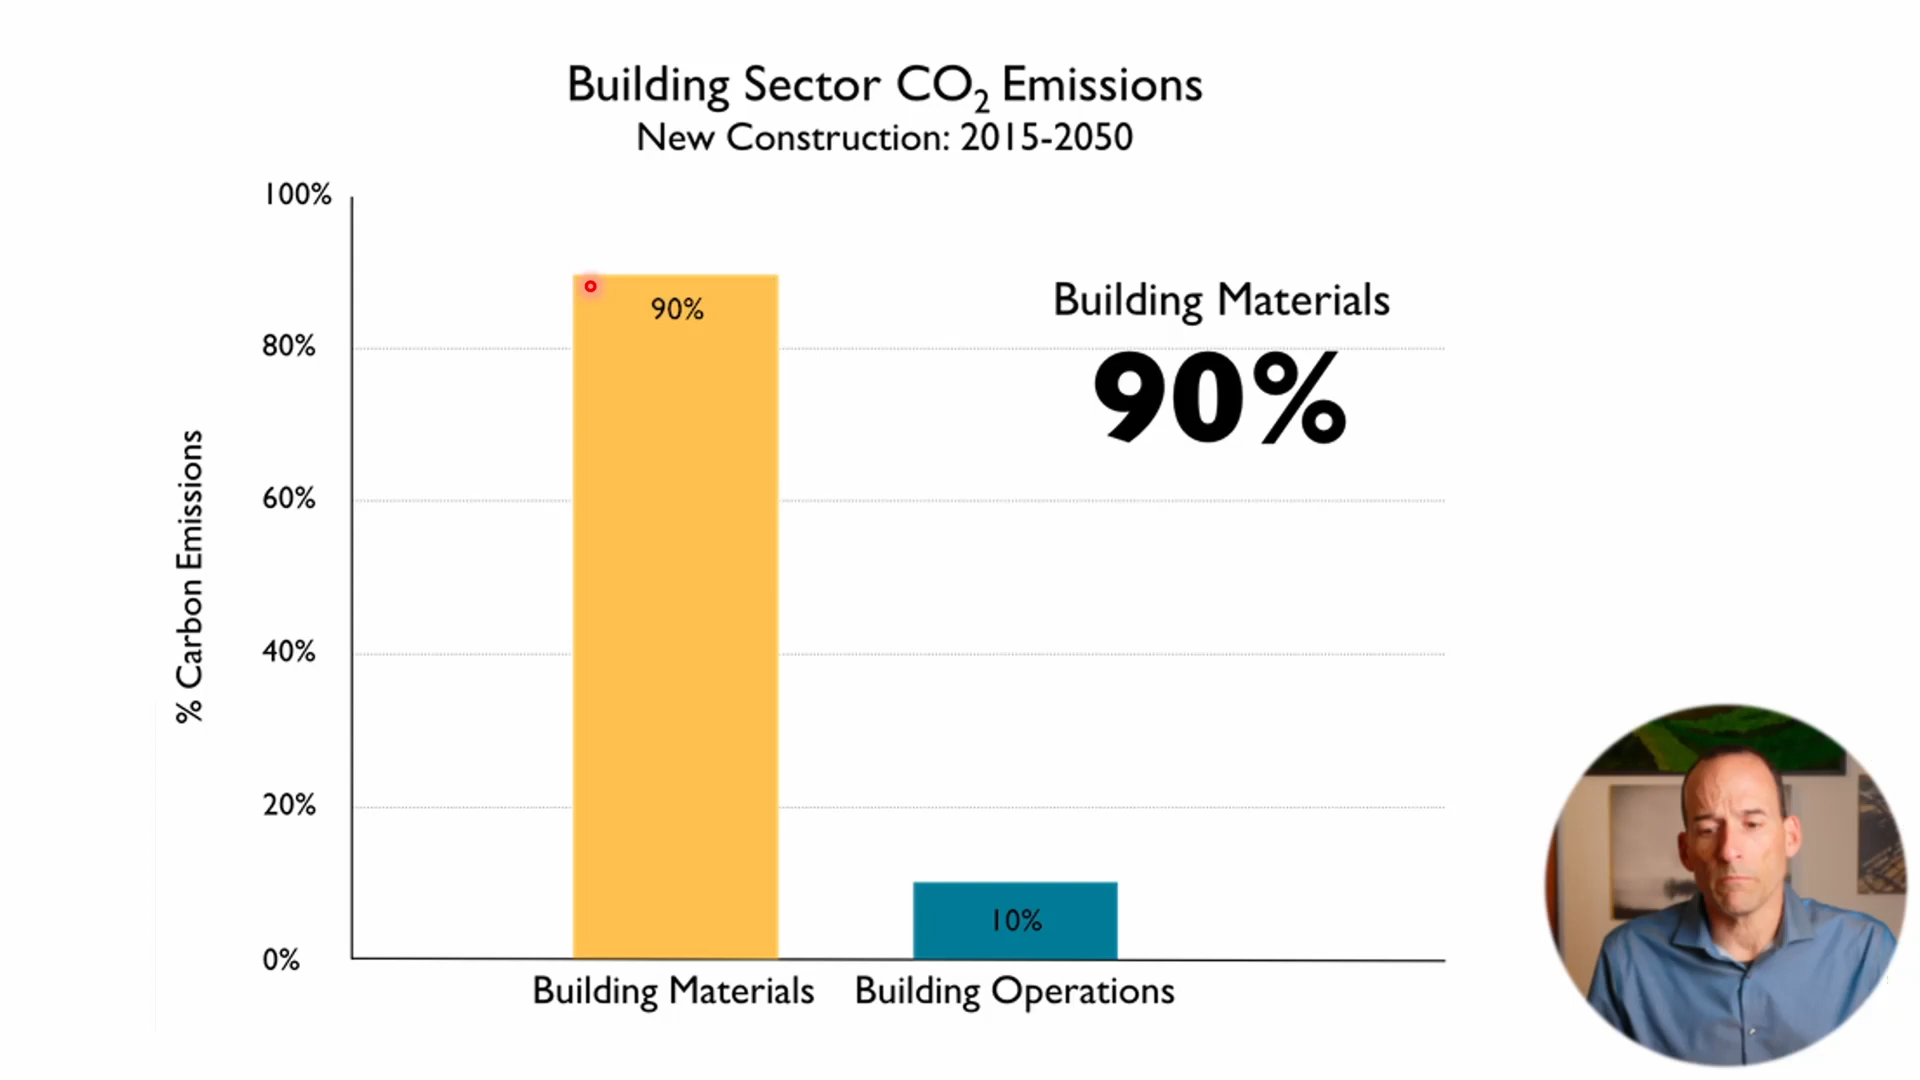 Building Sector CO₂ Emissions
New Construction: 2015-2050
100%
80%
60%
40%
20%
0%
% Carbon Emissions
90%
10%
Building Materials
90%
Building Materials
Building Operations